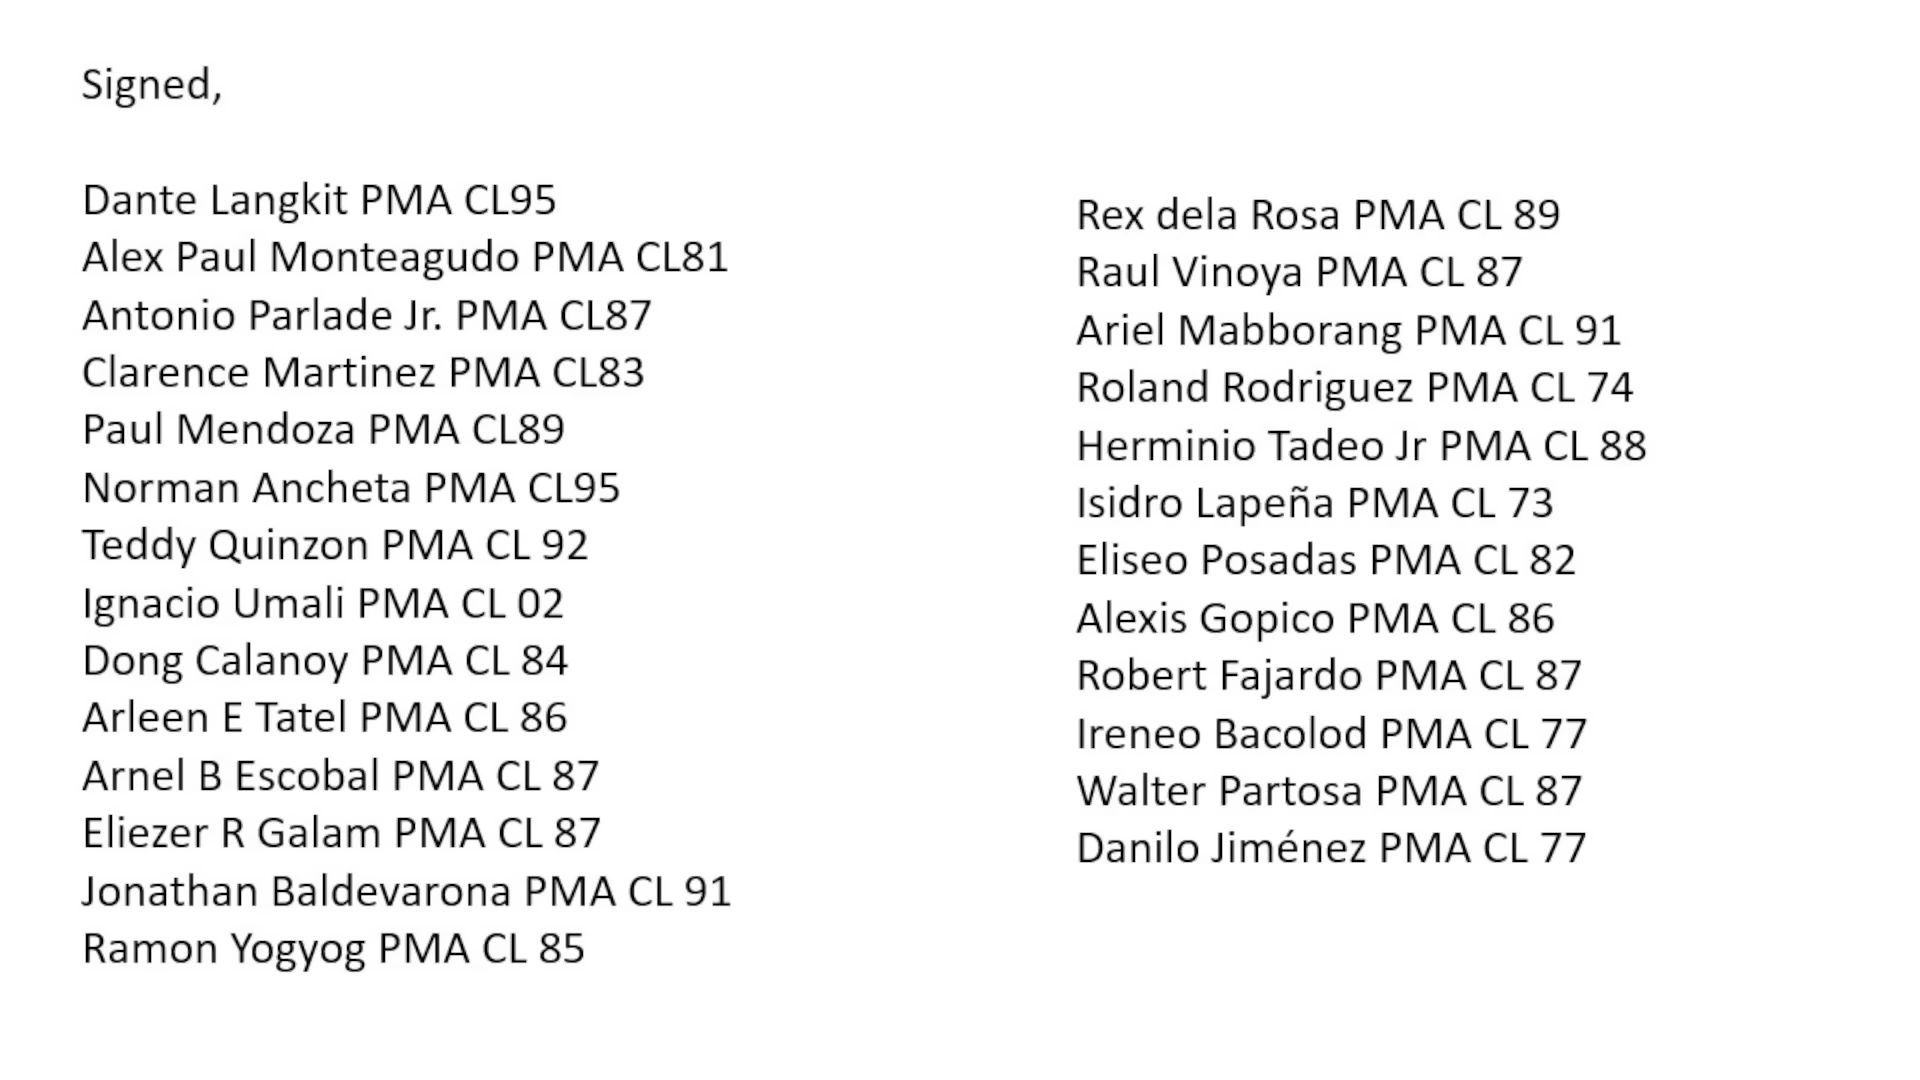 Signed,
Dante Langkit PMA CL95
Alex Paul Monteagudo PMA CL81
Antonio Parlade Jr. PMA CL87
Clarence Martinez PMA CL83
Paul Mendoza PMA CL89
Norman Ancheta PMA CL95
Teddy Quinzon PMA CL 92
Ignacio Umali PMA CL 02
Dong Calanoy PMA CL 84
Arleen E Tatel PMA CL 86
Arnel B Escobal PMA CL 87
Eliezer R Galam PMA CL 87
Jonathan Baldevarona PMA CL 91
Ramon Yogyog PMA CL 85
Rex dela Rosa PMA CL 89
Raul Vinoya PMA CL 87
Ariel Mabborang PMA CL 91
Roland Rodriguez PMA CL 74
Herminio Tadeo Jr PMA CL 88
Isidro Lapeña PMA CL 73
Eliseo Posadas PMA CL 82
Alexis Gopico PMA CL 86
Robert Fajardo PMA CL 87
Ireneo Bacolod PMA CL 77
Walter Partosa PMA CL 87
Danilo Jiménez PMA CL 77